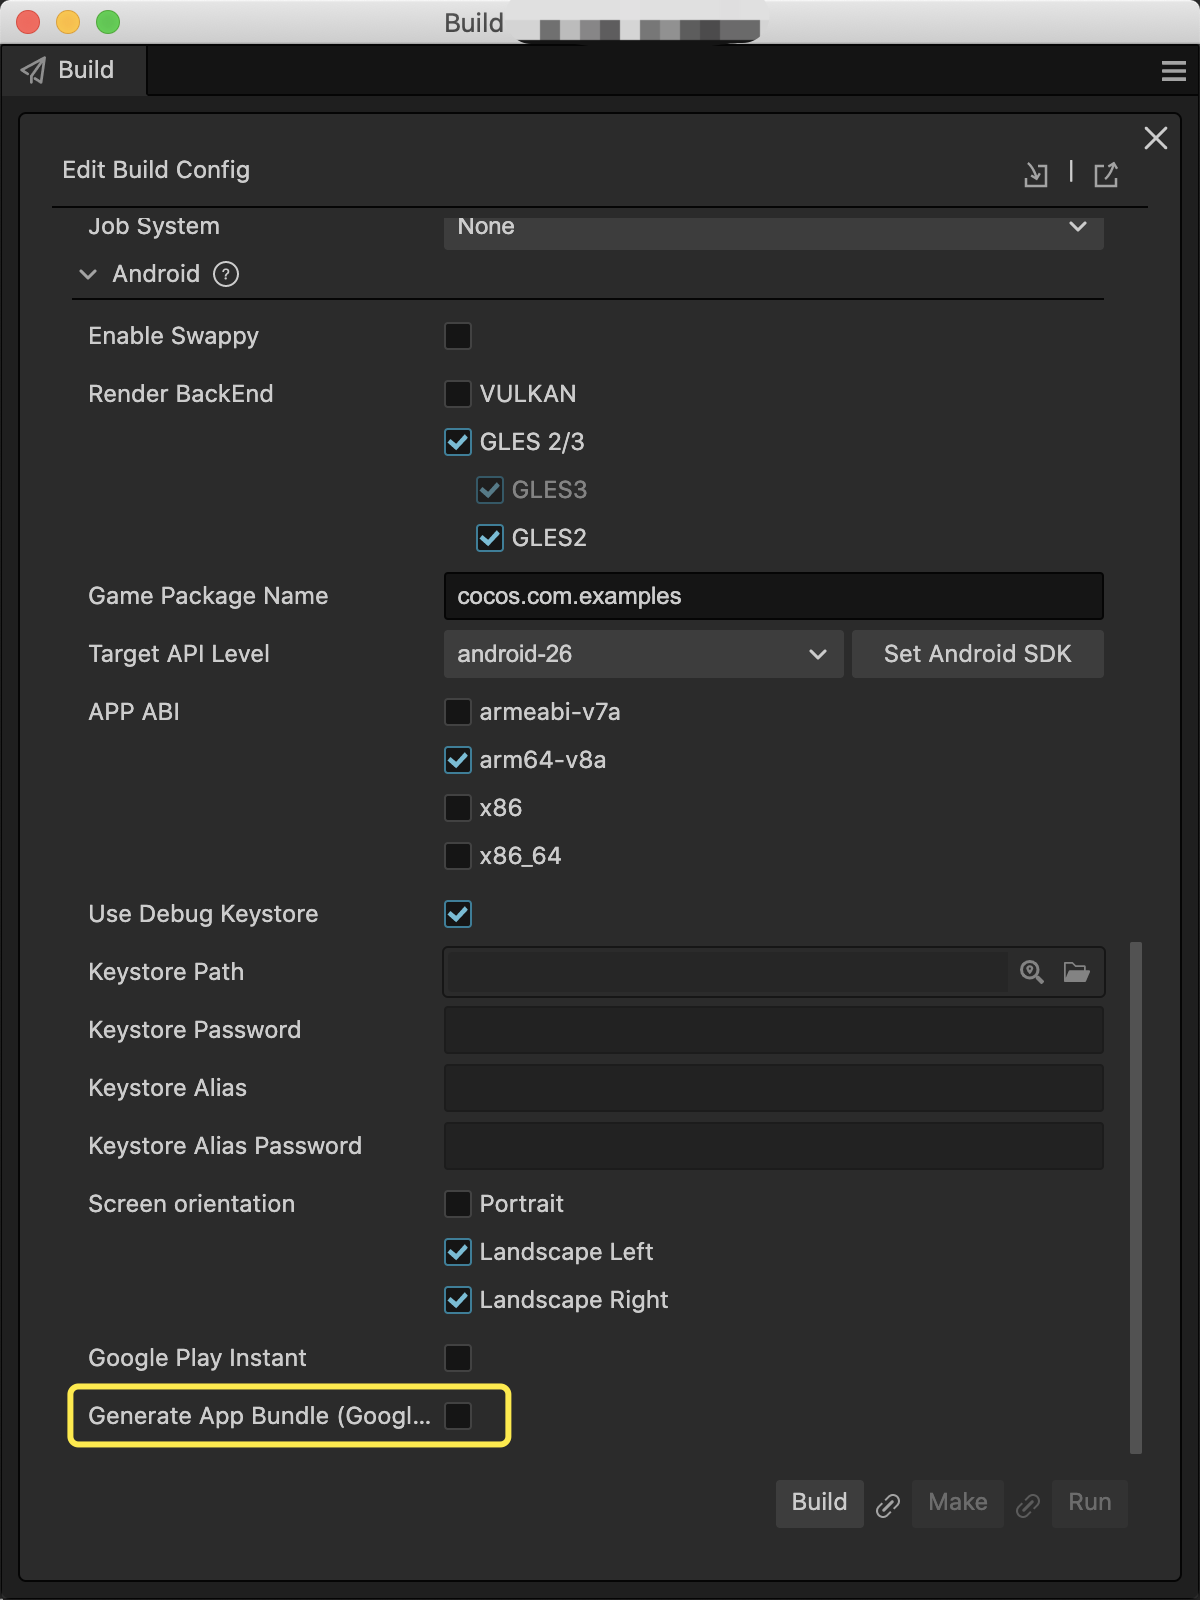 Build
Build
Edit Build Config
Job System None
Android ?
Enable Swappy
Render BackEnd VULKAN
GLES 2/3
GLES3
GLES2
Game Package Name cocos.com.examples
Target API Level android-26 Set Android SDK
APP ABI armeabi-v7a
arm64-v8a
x86
x86_64
Use Debug Keystore
Keystore Path
Keystore Password
Keystore Alias
Keystore Alias Password
Screen orientation Portrait
Landscape Left
Landscape Right
Google Play Instant
Generate App Bundle (Googl...
Build Make Run